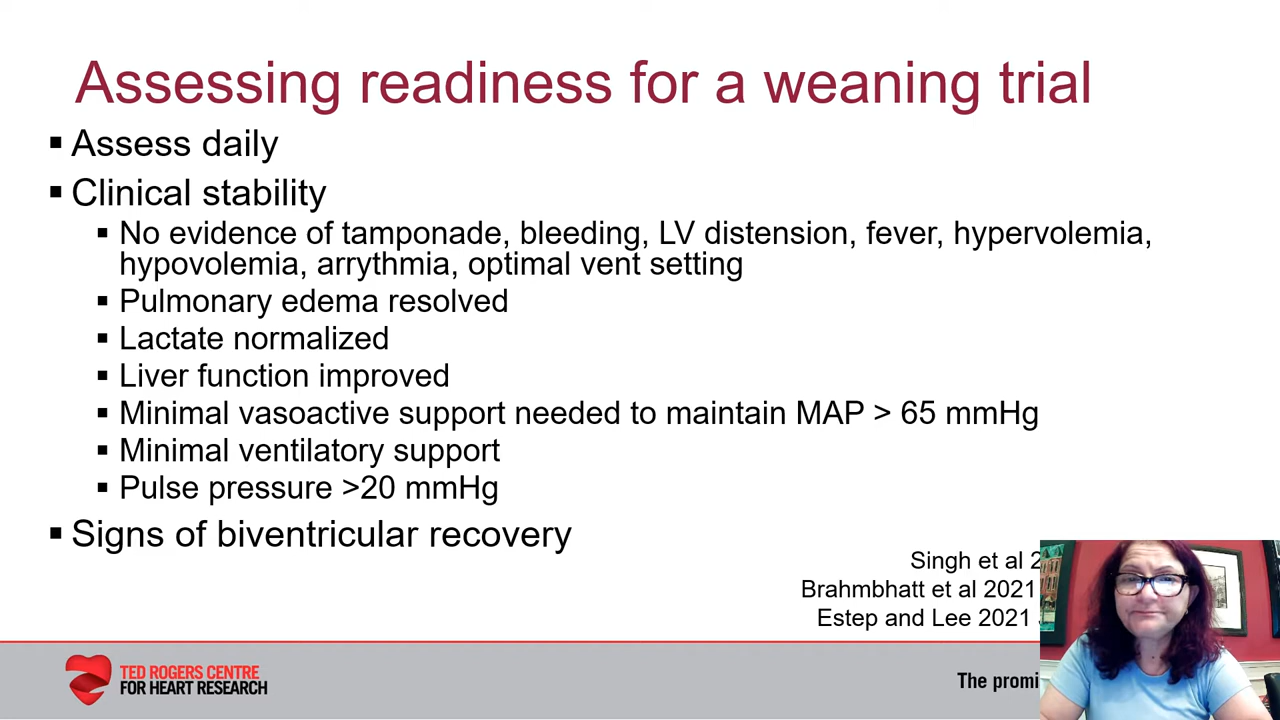 Assessing readiness for a weaning trial
▪ Assess daily
▪ Clinical stability
▪ No evidence of tamponade, bleeding, LV distension, fever, hypervolemia,
hypovolemia, arrythmia, optimal vent setting
▪ Pulmonary edema resolved
▪ Lactate normalized
▪ Liver function improved
▪ Minimal vasoactive support needed to maintain MAP > 65 mmHg
▪ Minimal ventilatory support
▪ Pulse pressure >20 mmHg
▪ Signs of biventricular recovery
Singh et al
Brahmbhatt et al 2021
Estep and Lee 2021
TED ROGERS CENTRE
FOR HEART RESEARCH
The